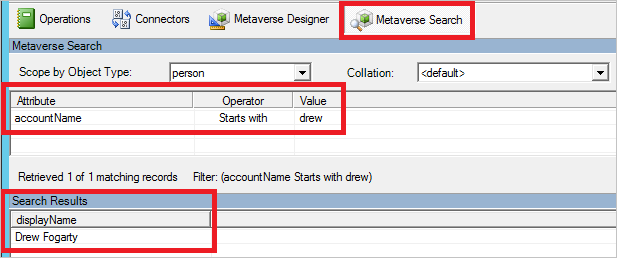 Operations Connectors Metaverse Designer Metaverse Search
Metaverse Search
Scope by Object Type: person Collation: <default>
Attribute Operator Value
accountName Starts with drew
Retrieved 1 of 1 matching records Filter: (accountName Starts with drew)
Search Results
displayName
Drew Fogarty